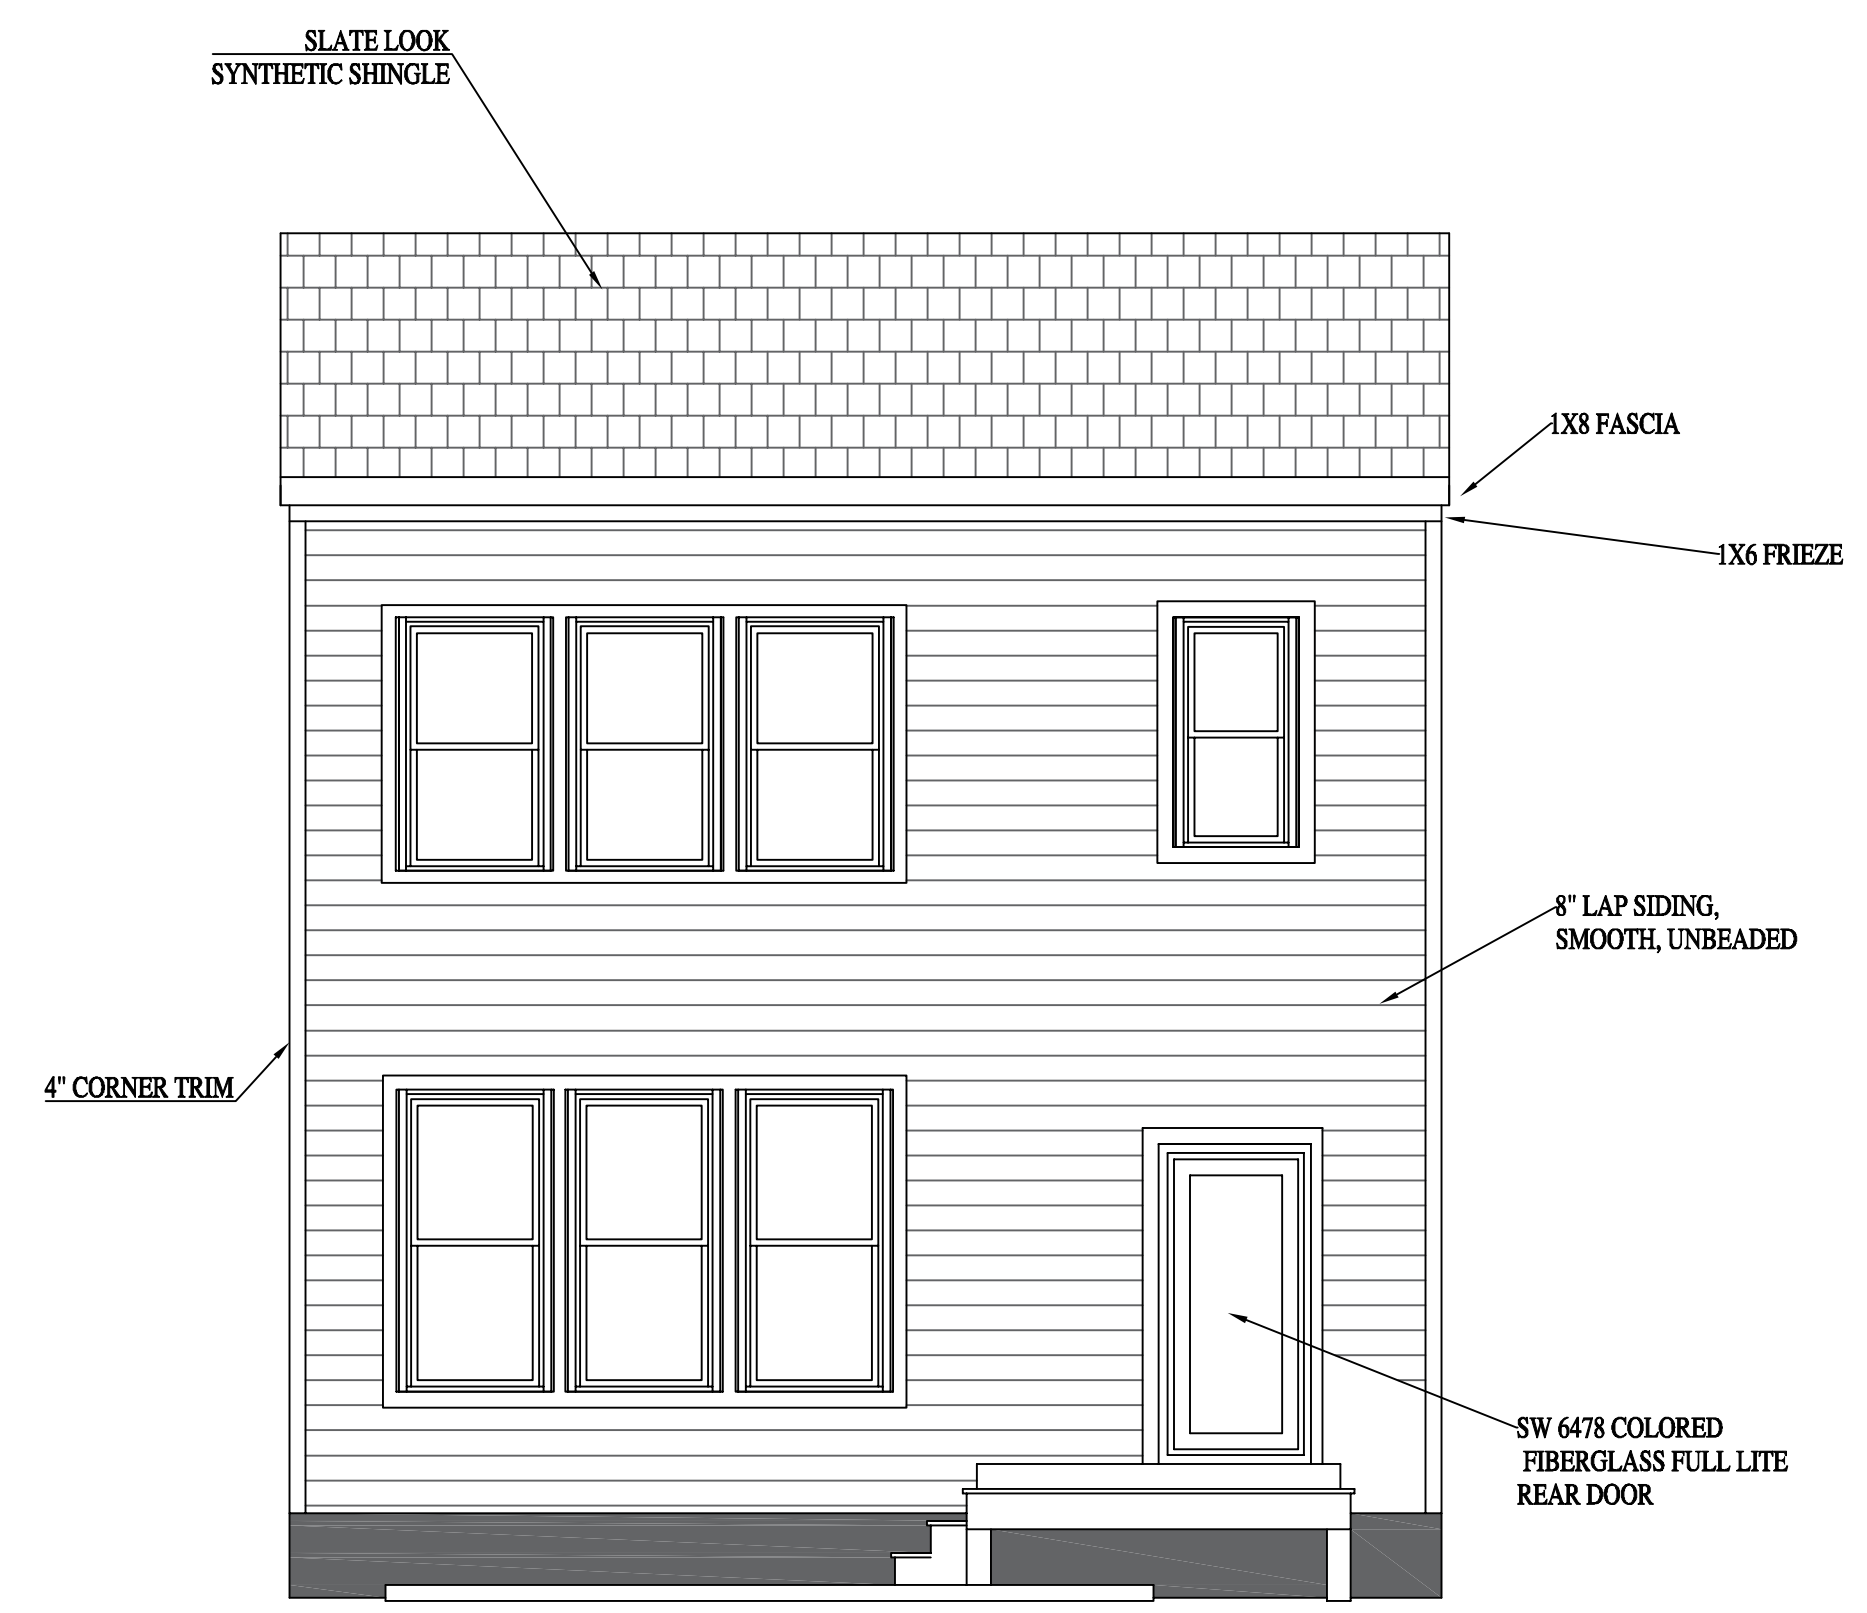 SLATE LOOK
SYNTHETIC SHINGLE
1X8 FASCIA
1X6 FRIEZE
8" LAP SIDING,
SMOOTH, UNBEADED
4" CORNER TRIM
SW 6478 COLORED
FIBERGLASS FULL LITE
REAR DOOR